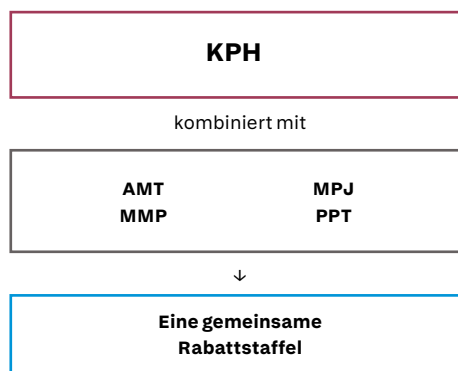 KPH
kombiniert mit
AMT MPJ
MMP PPT
↓
Eine gemeinsame
Rabattstaffel